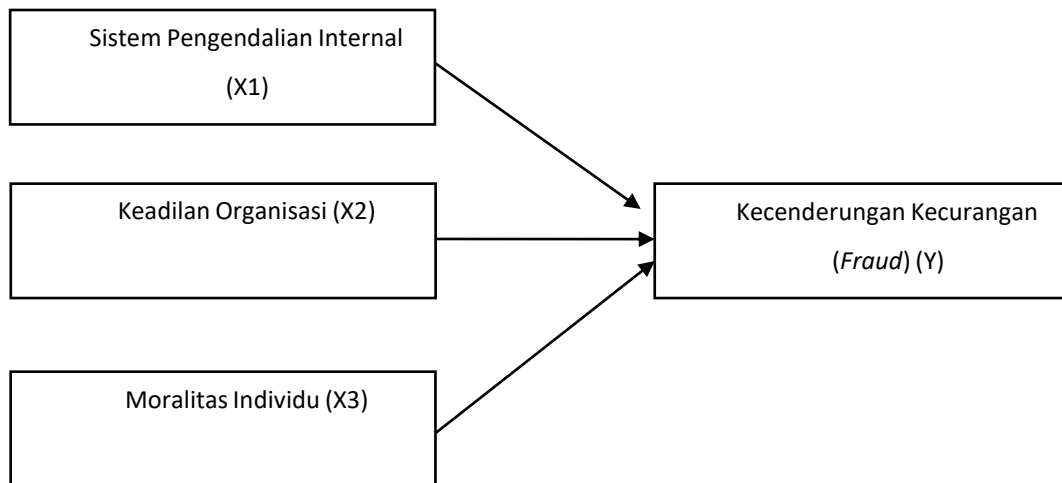 Sistem Pengendalian Internal
(X1)
Keadilan Organisasi (X2)
Kecenderungan Kecurangan
(Fraud) (Y)
Moralitas Individu (X3)